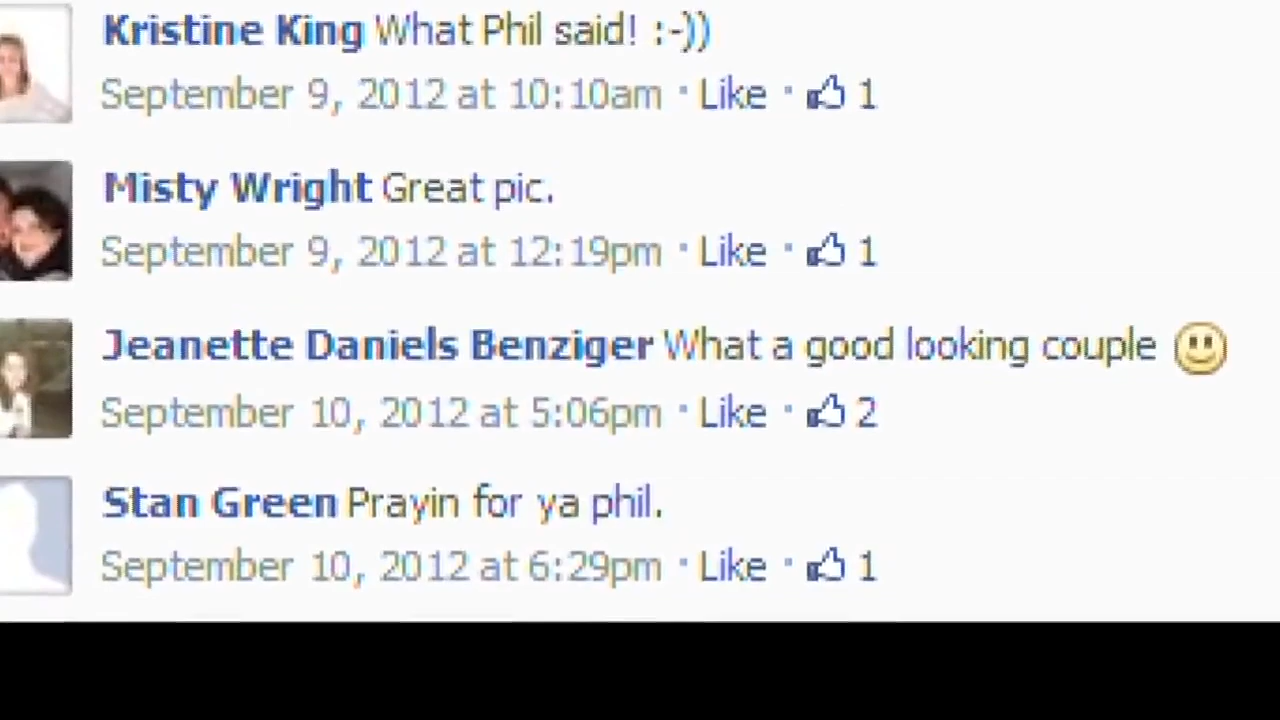 Kristine King What Phil said! :-))
September 9, 2012 at 10:10am · Like · 1
Misty Wright Great pic.
September 9, 2012 at 12:19pm · Like · 1
Jeanette Daniels Benziger What a good looking couple
September 10, 2012 at 5:06pm · Like · 2
Stan Green Prayin for ya phil.
September 10, 2012 at 6:29pm · Like · 1